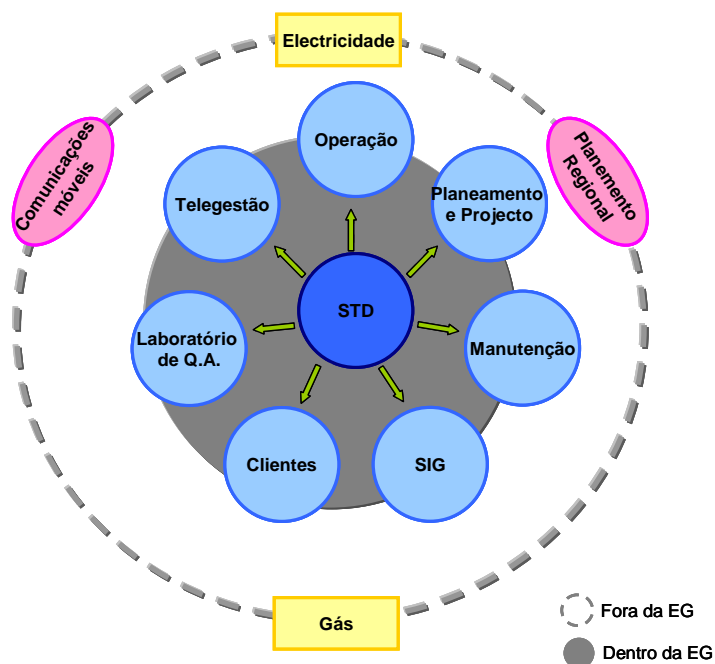 Electricidade
Comunicações
móveis
Planemento
Regional
Operação
Telegestão
Planeamento
e Projecto
STD
Laboratório
de Q.A.
Manutenção
Clientes
SIG
Gás
Fora da EG
Dentro da EG